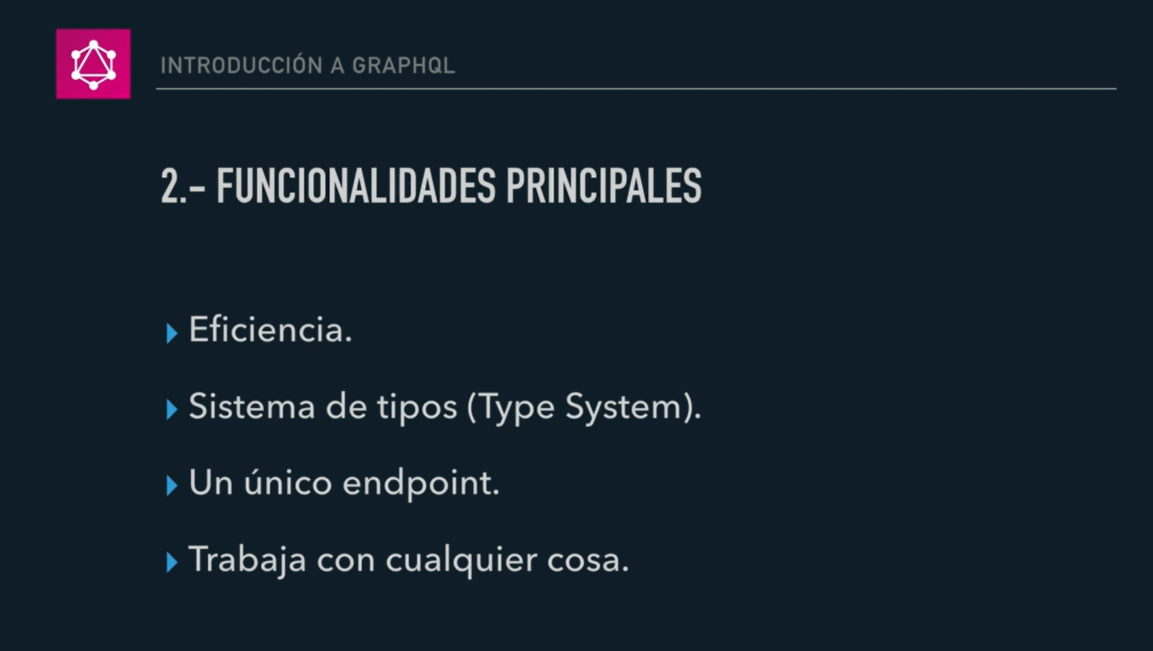 INTRODUCCIÓN A GRAPHQL
2.- FUNCIONALIDADES PRINCIPALES
Eficiencia.
Sistema de tipos (Type System).
Un único endpoint.
Trabaja con cualquier cosa.